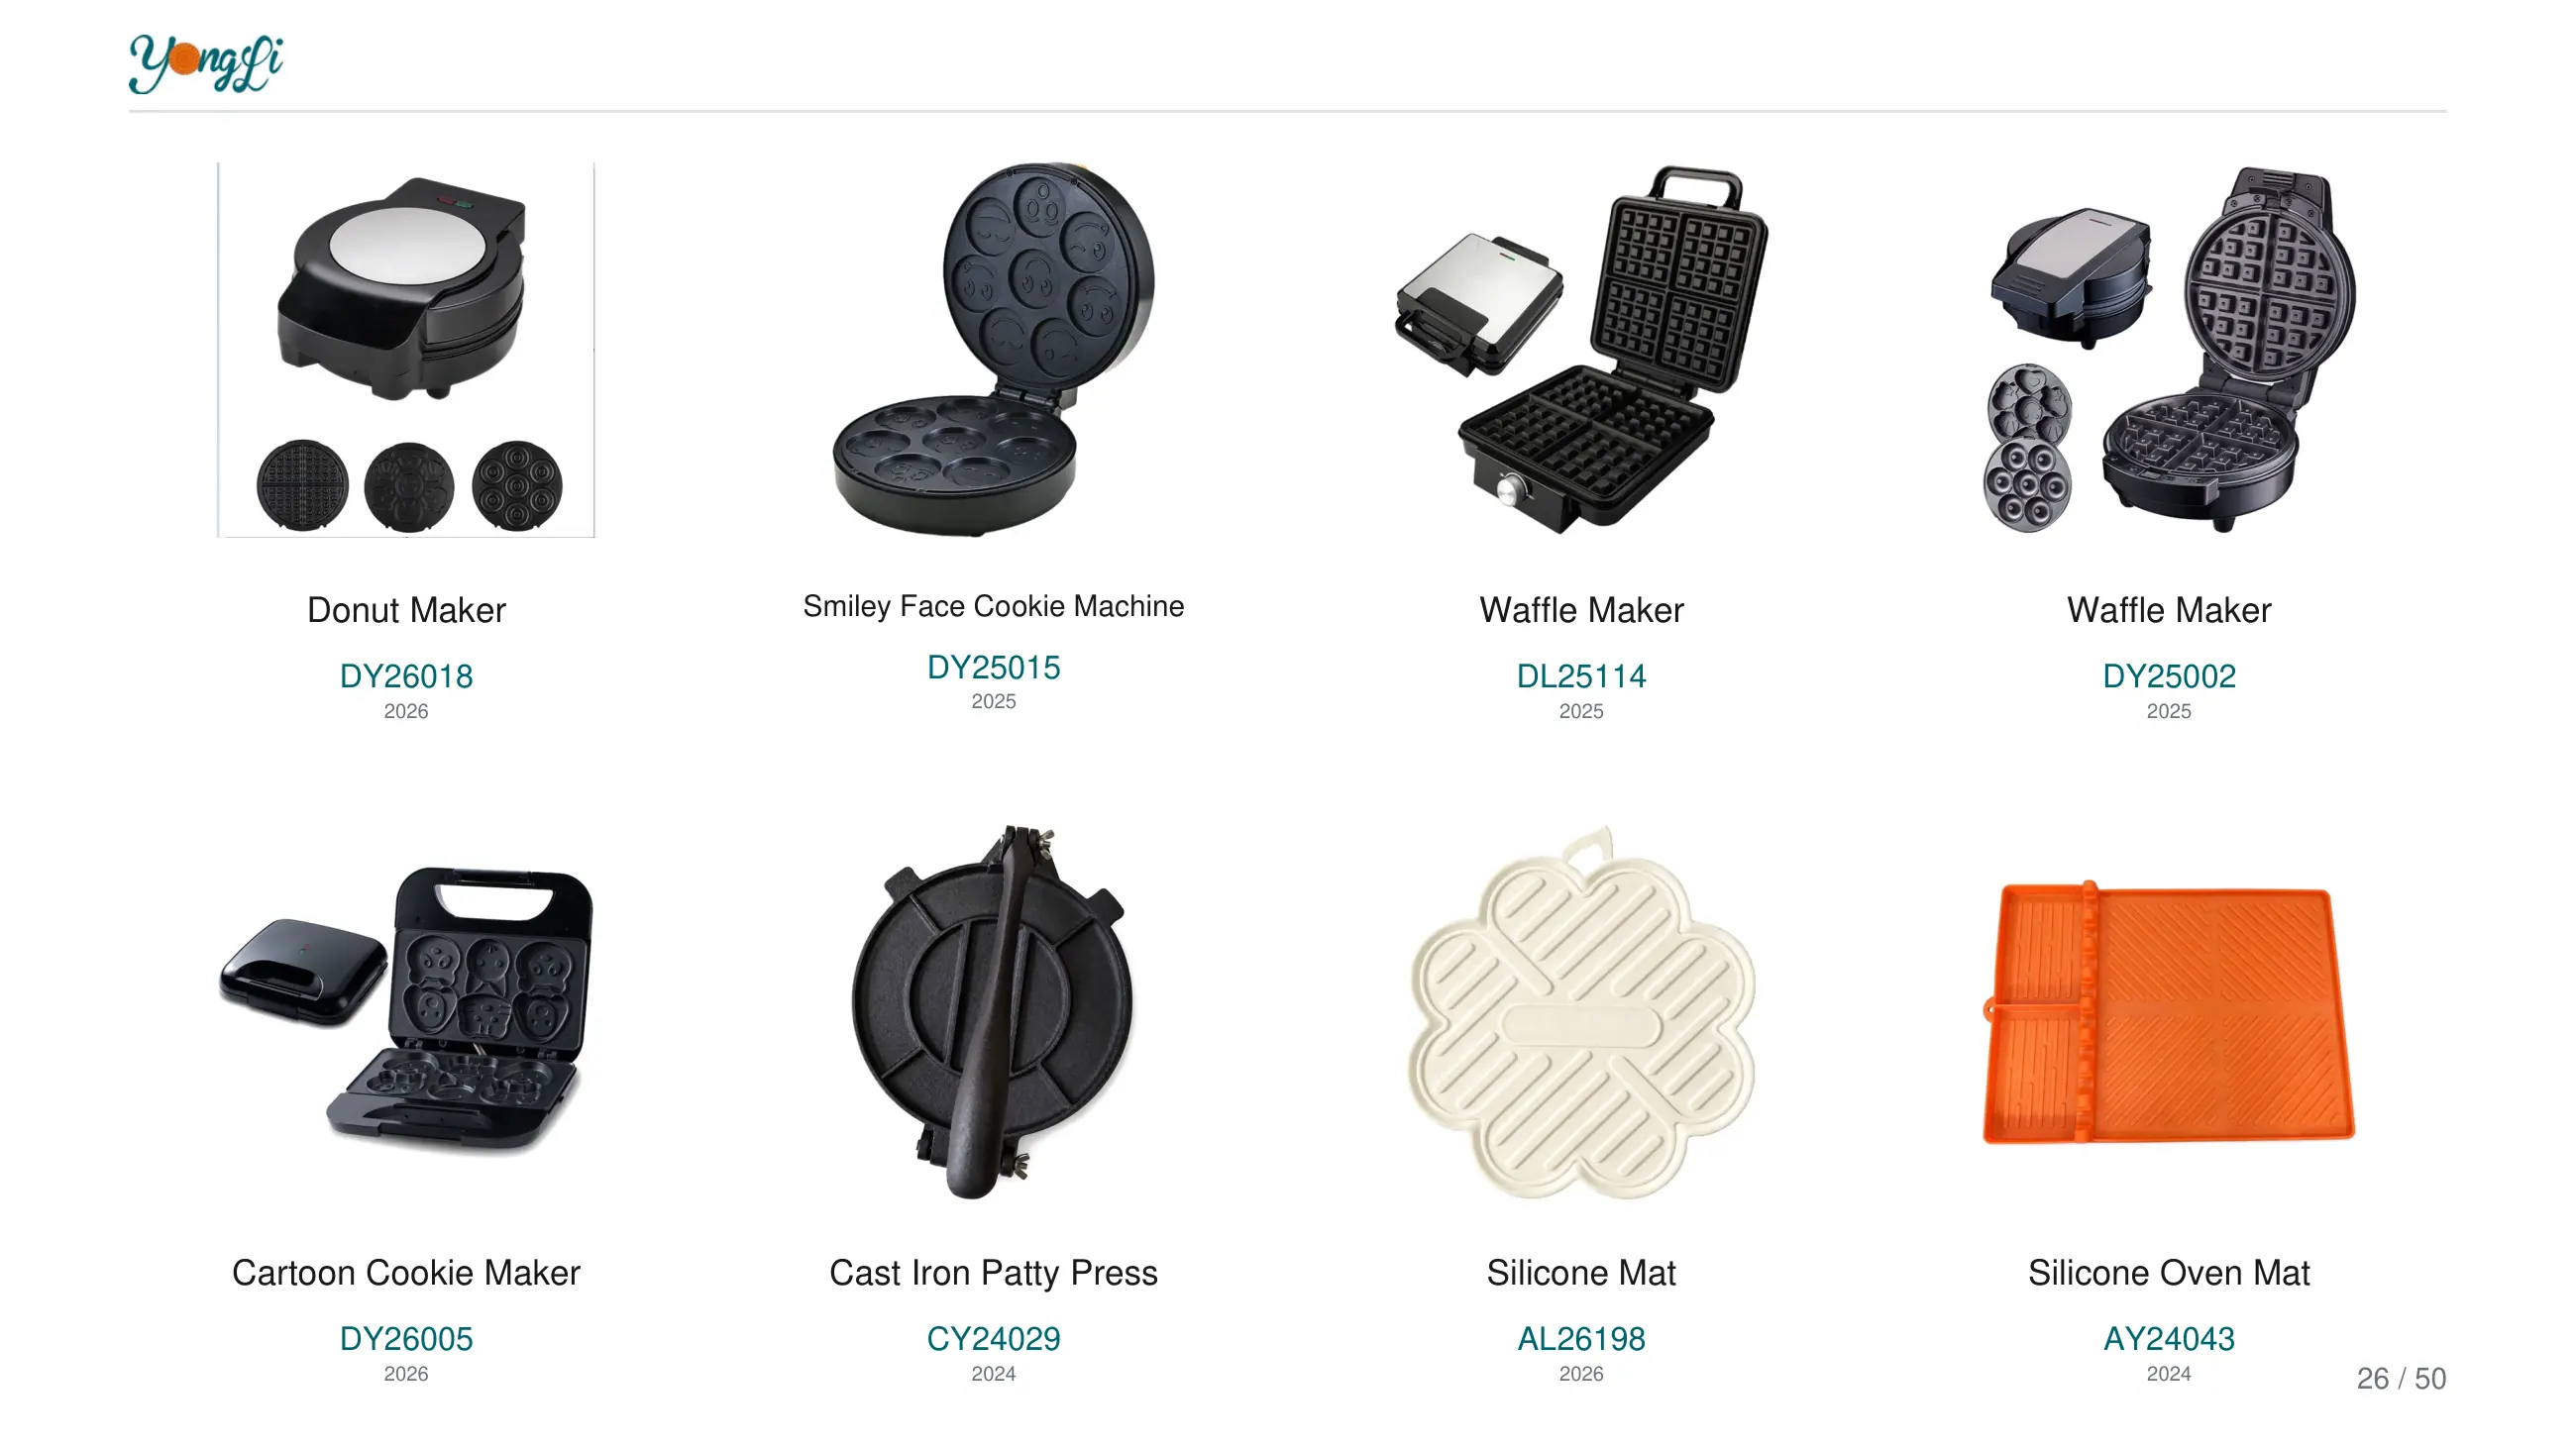 YongLi
Donut Maker
DY26018
2026
Smiley Face Cookie Machine
DY25015
2025
Waffle Maker
DL25114
2025
Waffle Maker
DY25002
2025
Cartoon Cookie Maker
DY26005
2026
Cast Iron Patty Press
CY24029
2024
Silicone Mat
AL26198
2026
Silicone Oven Mat
AY24043
2024
26 / 50